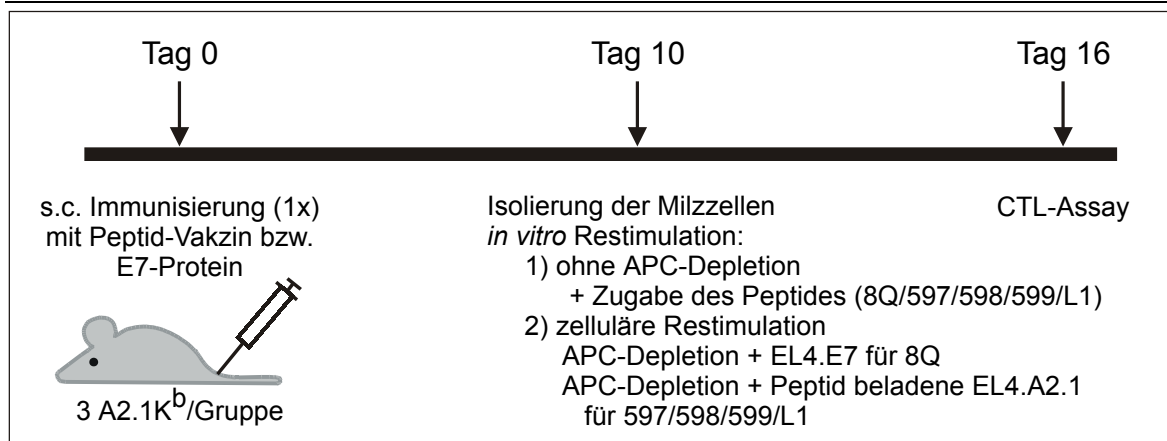 Tag 0
Tag 10
Tag 16
s.c. Immunisierung (1x)
mit Peptid-Vakzin bzw.
E7-Protein
3 A2.1Kb/Gruppe
Isolierung der Milzzellen
in vitro Restimulation:
1) ohne APC-Depletion
+ Zugabe des Peptides (8Q/597/598/599/L1)
2) zelluläre Restimulation
APC-Depletion + EL4.E7 für 8Q
APC-Depletion + Peptid beladene EL4.A2.1
für 597/598/599/L1
CTL-Assay